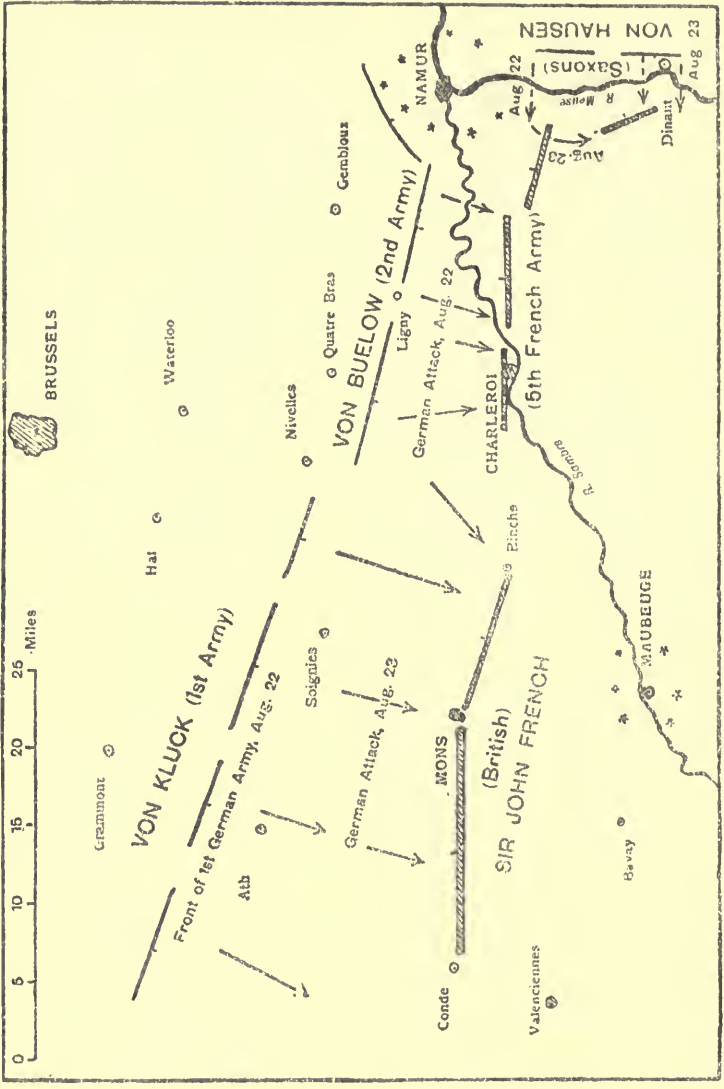 0 5 10 15 20 25 Miles
BRUSSELS
Grammont
Hal
Waterloo
VON KLUCK (1st Army)
Front of 1st German Army, Aug. 22
Ath
Soignies
Nivelles
Quatre Bras
Gembloux
VON BUELOW (2nd Army)
Ligny
German Attack, Aug. 22
German Attack, Aug. 23
NAMUR
VON HAUSEN
(Saxons)
Aug 22
Aug 23
R Meuse
Aug. 23
Dinant
CHARLEROI
(5th French Army)
Conde
MONS
Binche
(British)
SIR JOHN FRENCH
R. Sambre
Valenciennes
Bavay
MAUBEUGE